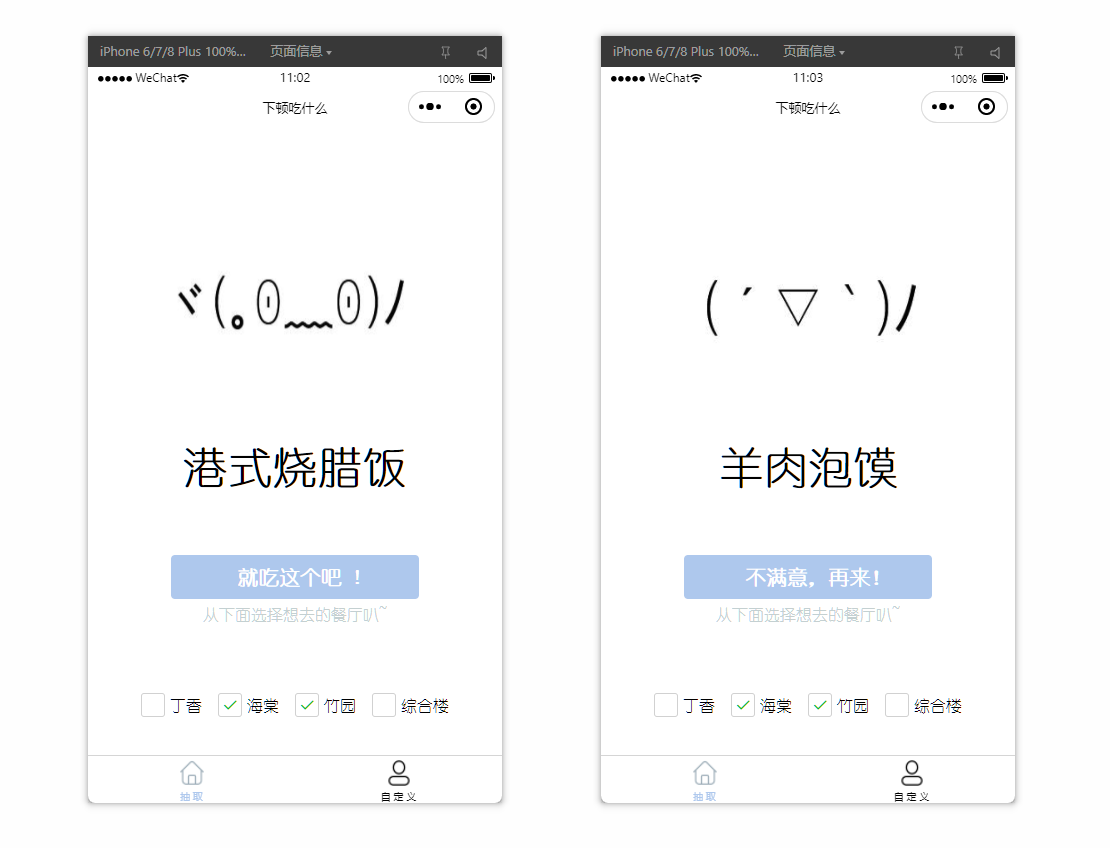 iPhone 6/7/8 Plus 100%... 页面信息
WeChat 11:02 100%
下顿吃什么
ヾ(｡0﹏0)ﾉ
港式烧腊饭
就吃这个吧 ！
从下面选择想去的餐厅叭~
丁香 海棠 竹园 综合楼
抽取 自定义
iPhone 6/7/8 Plus 100%... 页面信息
WeChat 11:03 100%
下顿吃什么
( ´ ▽ ` )ﾉ
羊肉泡馍
不满意，再来！
从下面选择想去的餐厅叭~
丁香 海棠 竹园 综合楼
抽取 自定义